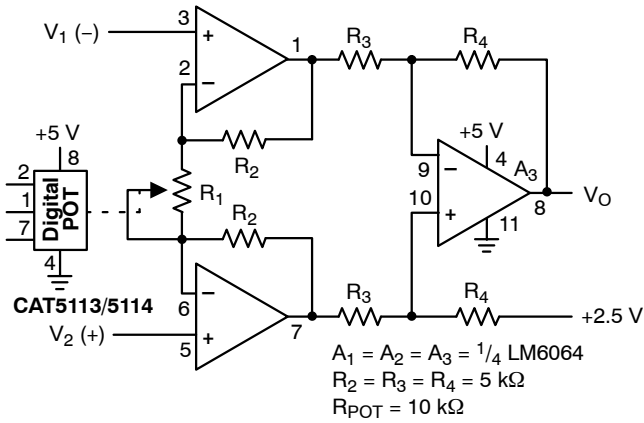 V₁ (–)
3
+
1
R₃
R₄
2
–
R₂
+5 V
8
+5 V
A₃
4
9
–
2
Digital
POT
R₁
1
10
8
V_O
+
11
7
R₂
4
CAT5113/5114
6
–
R₃
R₄
7
+2.5 V
V₂ (+)
5
+
A₁ = A₂ = A₃ = ¹/₄ LM6064
R₂ = R₃ = R₄ = 5 kΩ
R_POT = 10 kΩ